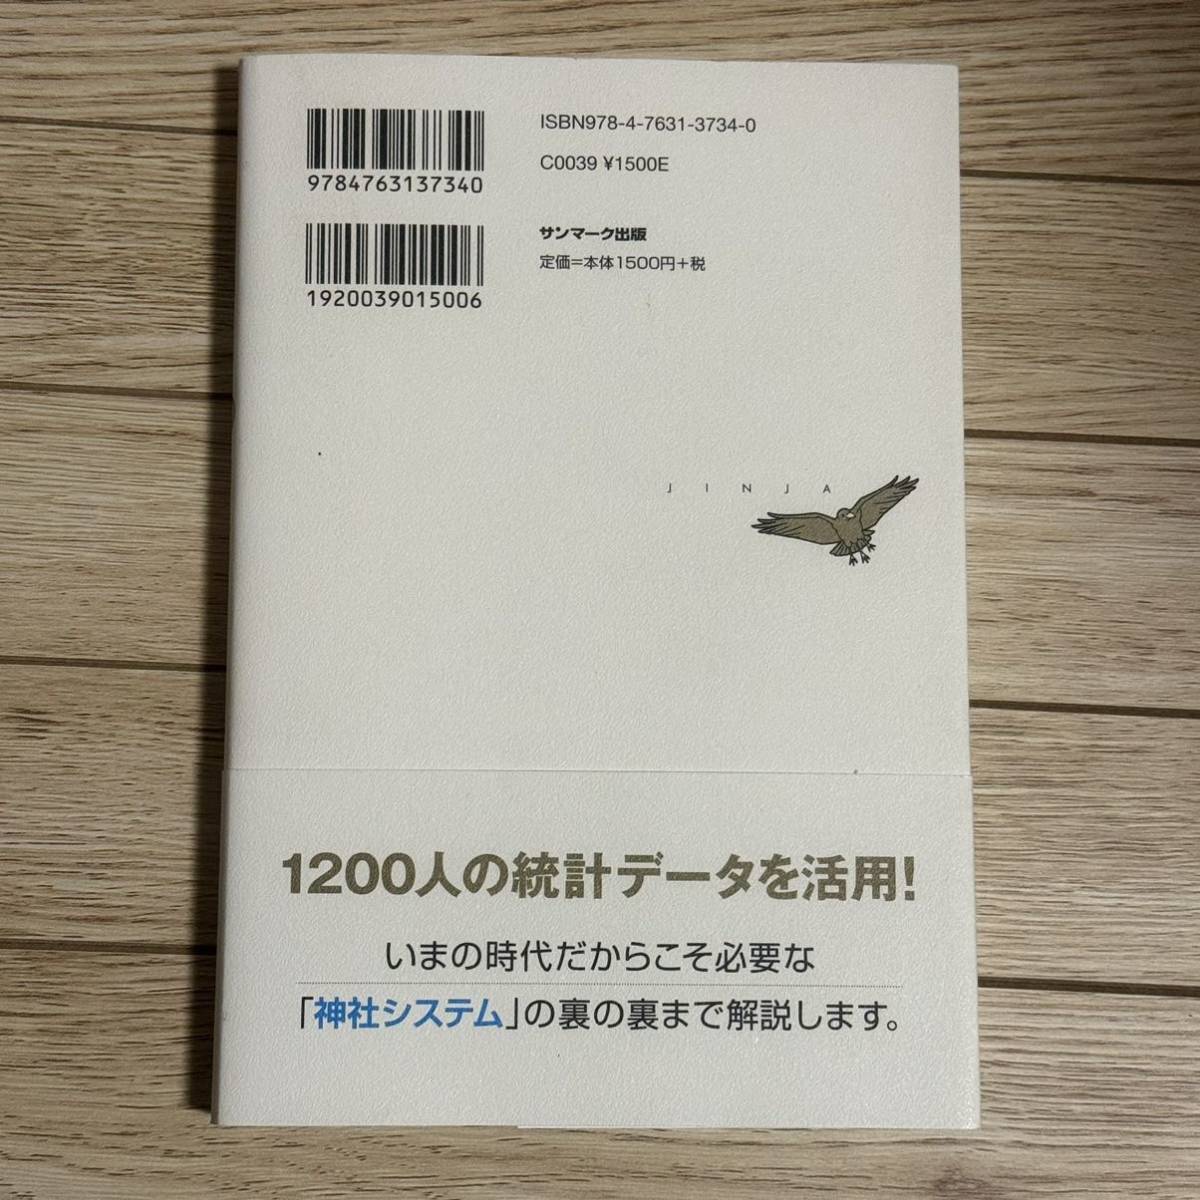 9784763137340
ISBN978-4-7631-3734-0
C0039 ¥1500E
1920039015006
サンマーク出版
定価=本体1500円+税
JINJA
1200人の統計データを活用!
いまの時代だからこそ必要な
「神社システム」の裏の裏まで解説します。